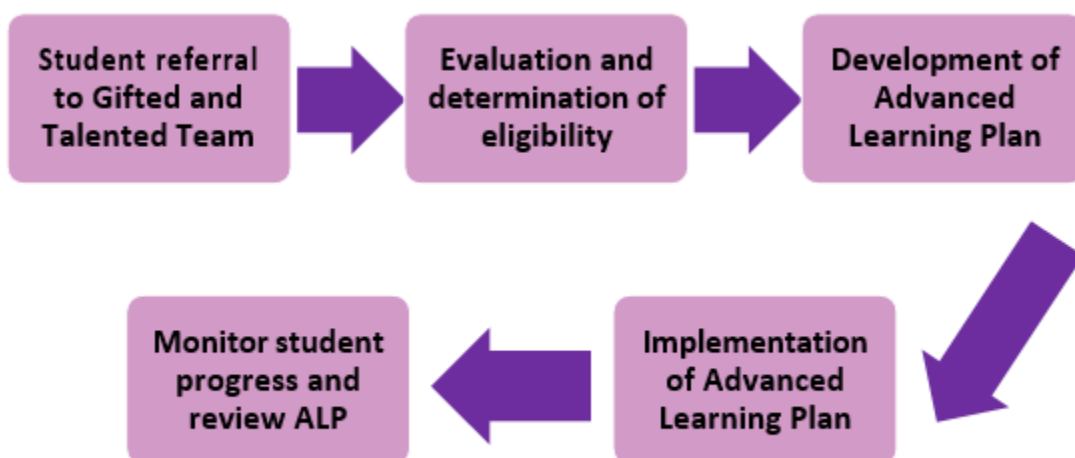 Student referral
to Gifted and
Talented Team
Evaluation and
determination of
eligibility
Development of
Advanced
Learning Plan
Implementation
of Advanced
Learning Plan
Monitor student
progress and
review ALP